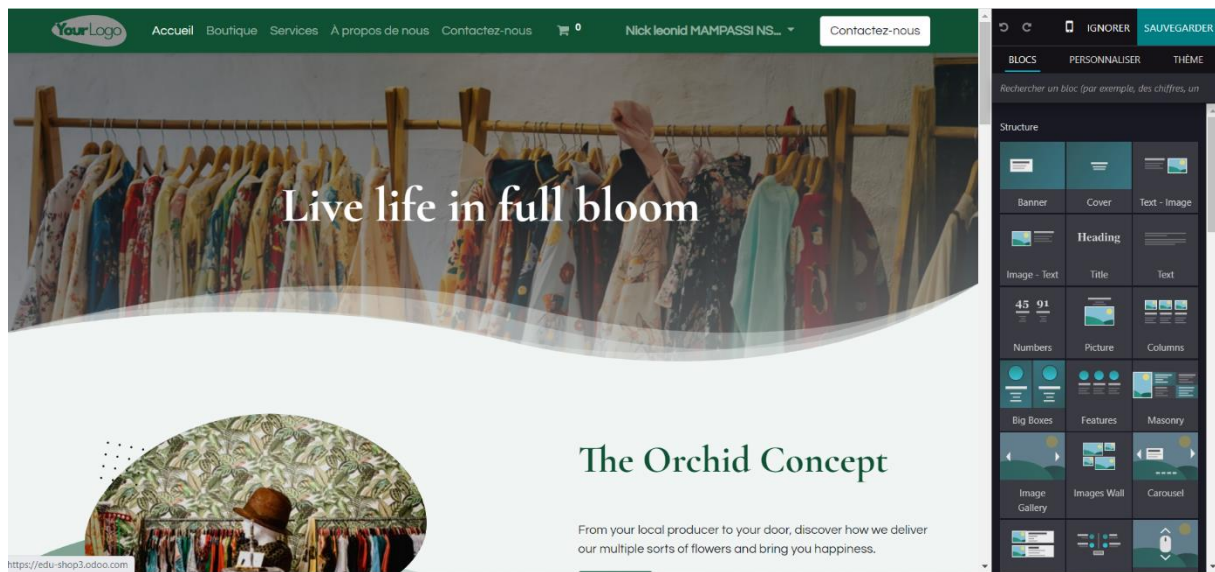 YourLogo
Accueil Boutique Services À propos de nous Contactez-nous 0 Nick leonid MAMPASSI NS... Contactez-nous
IGNORER SAUVEGARDER
BLOCS PERSONNALISER THÈME
Rechercher un bloc (par exemple, des chiffres, un
Structure
Live life in full bloom
Banner Cover Text - Image
Heading
Image - Text Title Text
45 91
Numbers Picture Columns
Big Boxes Features Masonry
The Orchid Concept
Image Gallery Images Wall Carousel
From your local producer to your door, discover how we deliver
our multiple sorts of flowers and bring you happiness.
https://edu-shop3.odoo.com